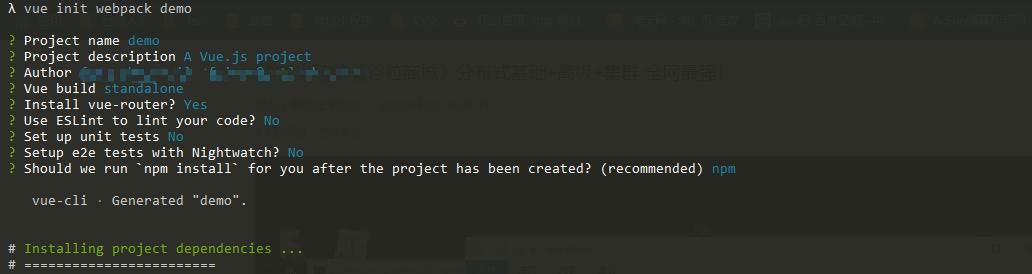 λ vue init webpack demo
? Project name demo
? Project description A Vue.js project
? Author
? Vue build standalone
? Install vue-router? Yes
? Use ESLint to lint your code? No
? Set up unit tests No
? Setup e2e tests with Nightwatch? No
? Should we run `npm install` for you after the project has been created? (recommended) npm
vue-cli · Generated "demo".
# Installing project dependencies ...
# ========================